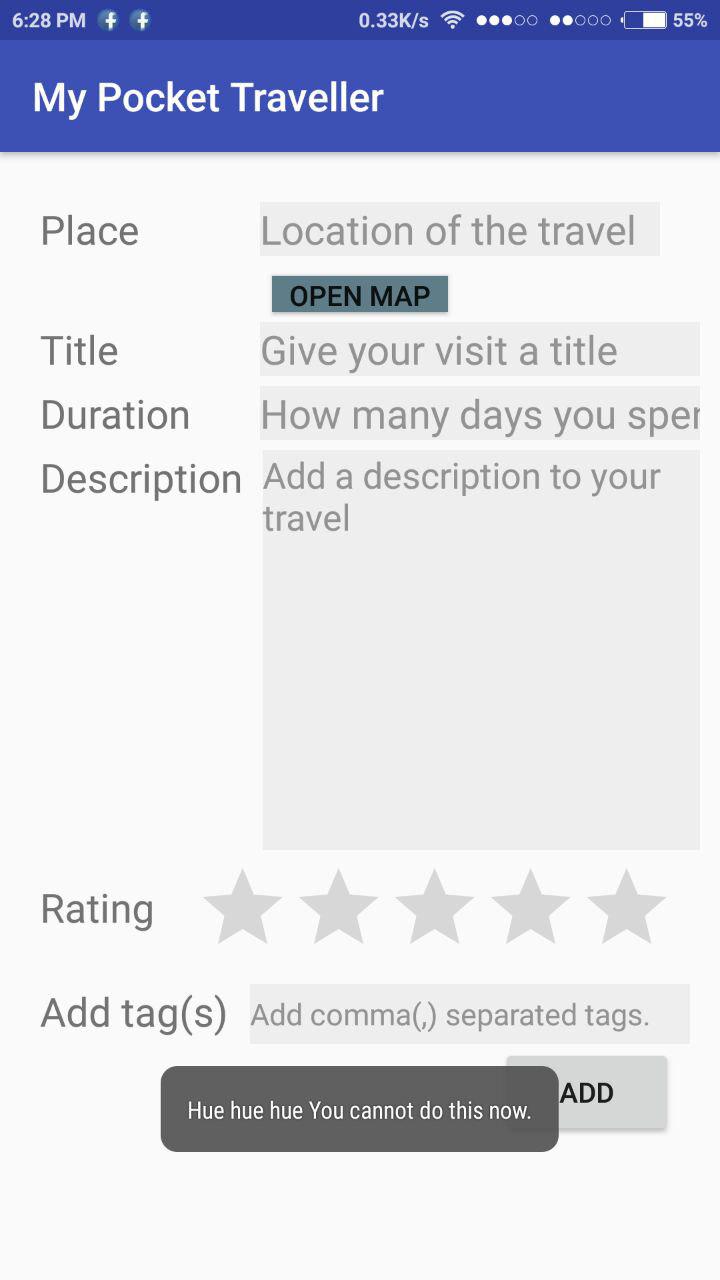 6:28 PM 0.33K/s 55%
My Pocket Traveller
Place Location of the travel
OPEN MAP
Title Give your visit a title
Duration How many days you spen
Description Add a description to your
travel
Rating
Add tag(s) Add comma(,) separated tags.
ADD
Hue hue hue You cannot do this now.